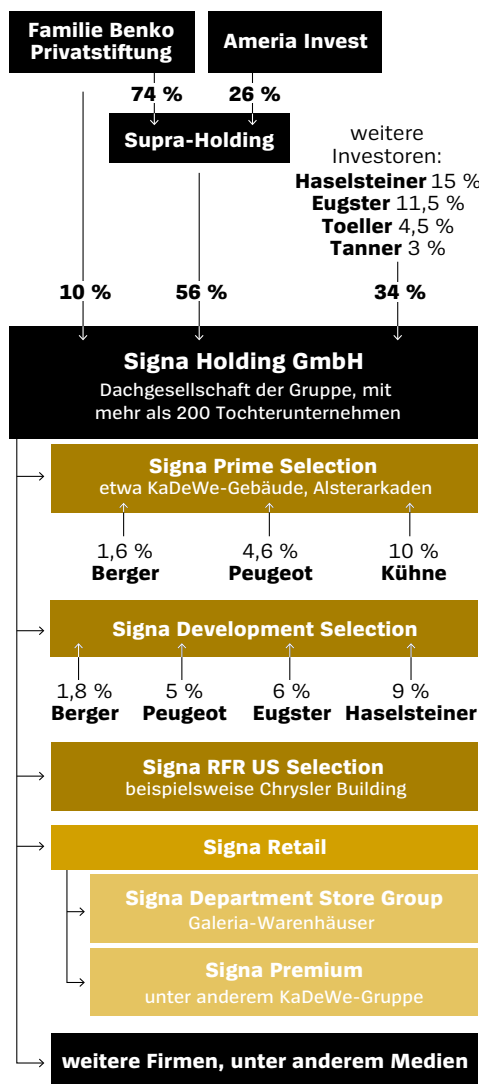 Familie Benko
Privatstiftung
Ameria Invest
74 %
26 %
Supra-Holding
weitere
Investoren:
Haselsteiner 15 %
Eugster 11,5 %
Toeller 4,5 %
Tanner 3 %
10 %
56 %
34 %
Signa Holding GmbH
Dachgesellschaft der Gruppe, mit
mehr als 200 Tochterunternehmen
Signa Prime Selection
etwa KaDeWe-Gebäude, Alsterarkaden
1,6 %
Berger
4,6 %
Peugeot
10 %
Kühne
Signa Development Selection
1,8 %
Berger
5 %
Peugeot
6 %
Eugster
9 %
Haselsteiner
Signa RFR US Selection
beispielsweise Chrysler Building
Signa Retail
Signa Department Store Group
Galeria-Warenhäuser
Signa Premium
unter anderem KaDeWe-Gruppe
weitere Firmen, unter anderem Medien